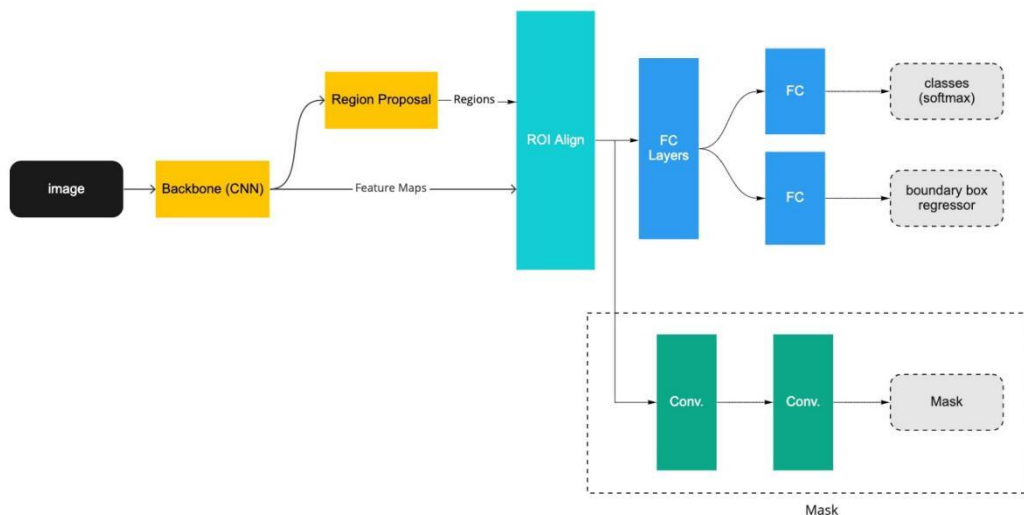 image
Backbone (CNN)
Region Proposal
Regions
Feature Maps
ROI Align
FC
Layers
FC
classes
(softmax)
FC
boundary box
regressor
Conv.
Conv.
Mask
Mask